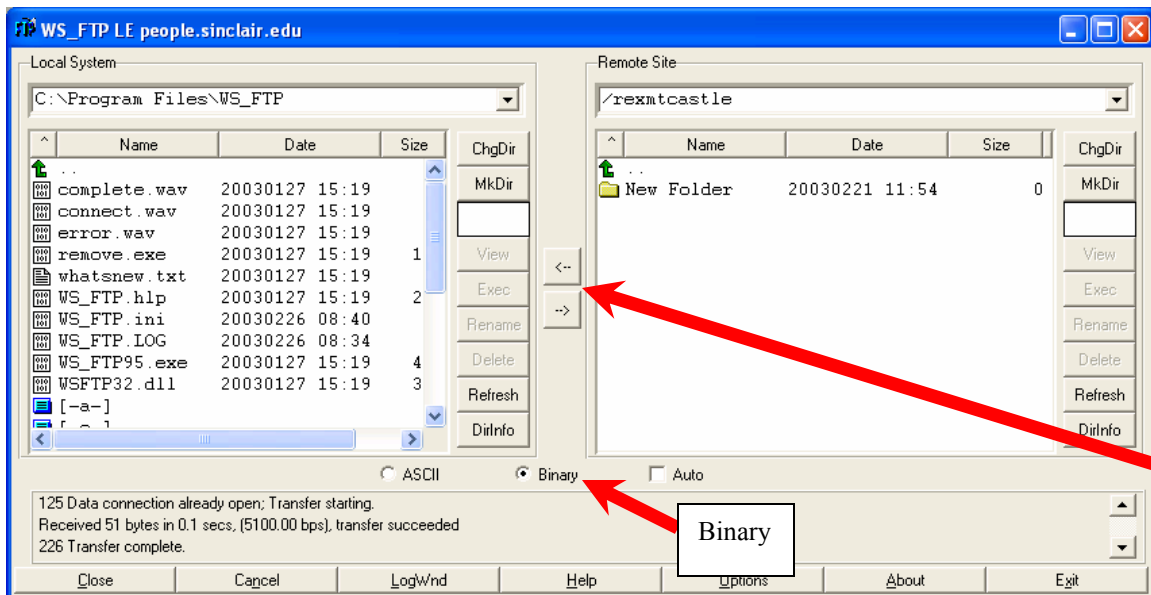 WS_FTP LE people.sinclair.edu
Local System
Remote Site
C:\Program Files\WS_FTP
/rexmtcastle
^ Name Date Size
^ Name Date Size
..
complete.wav 20030127 15:19
connect.wav 20030127 15:19
error.wav 20030127 15:19
remove.exe 20030127 15:19 1
whatsnew.txt 20030127 15:19
WS_FTP.hlp 20030127 15:19 2
WS_FTP.ini 20030226 08:40
WS_FTP.LOG 20030226 08:34
WS_FTP95.exe 20030127 15:19 4
WSFTP32.dll 20030127 15:19 3
[-a-]
ChgDir
MkDir
View
Exec
Rename
Delete
Refresh
DirInfo
<--
-->
..
New Folder 20030221 11:54 0
ChgDir
MkDir
View
Exec
Rename
Delete
Refresh
DirInfo
ASCII Binary Auto
125 Data connection already open; Transfer starting.
Received 51 bytes in 0.1 secs, (5100.00 bps), transfer succeeded
226 Transfer complete.
Binary
Close Cancel LogWnd Help Options About Exit